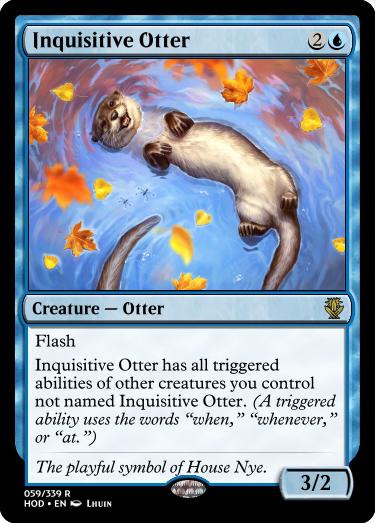 Inquisitive Otter 2
Creature — Otter
Flash
Inquisitive Otter has all triggered
abilities of other creatures you control
not named Inquisitive Otter. (A triggered
ability uses the words “when,” “whenever,”
or “at.”)
The playful symbol of House Nye.
3/2
059/339 R
HOD • EN Lhuin